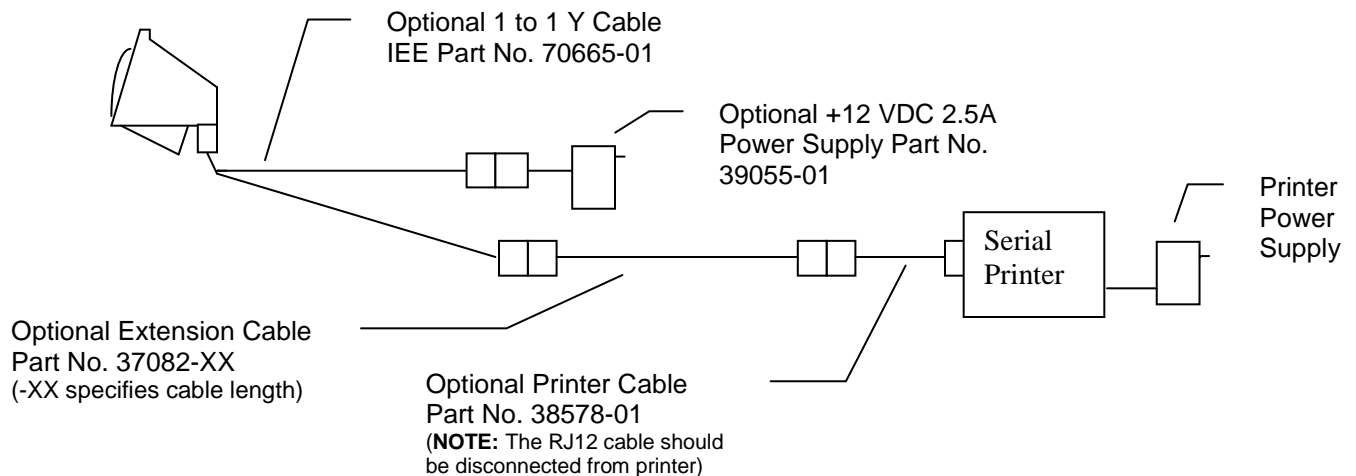 Optional 1 to 1 Y Cable
IEE Part No. 70665-01
Optional +12 VDC 2.5A
Power Supply Part No.
39055-01
Printer
Power
Supply
Serial
Printer
Optional Extension Cable
Part No. 37082-XX
(-XX specifies cable length)
Optional Printer Cable
Part No. 38578-01
(NOTE: The RJ12 cable should
be disconnected from printer)